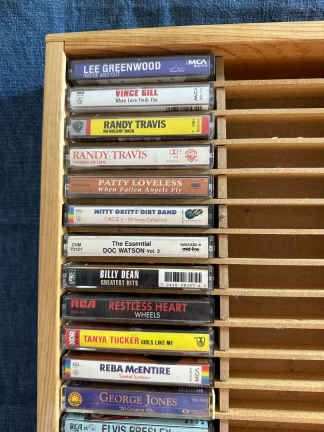 LEE GREENWOOD
MCA
VINCE GILL
When Love Finds You
RANDY TRAVIS
RANDY TRAVIS
PATTY LOVELESS
When Fallen Angels Fly
NITTY GRITTY DIRT BAND
The Essential
DOC WATSON Vol. 2
BILLY DEAN
GREATEST HITS
RCA
RESTLESS HEART
WHEELS
TANYA TUCKER GIRLS LIKE ME
REBA McENTIRE
GEORGE JONES
ELVIS PRESLEY